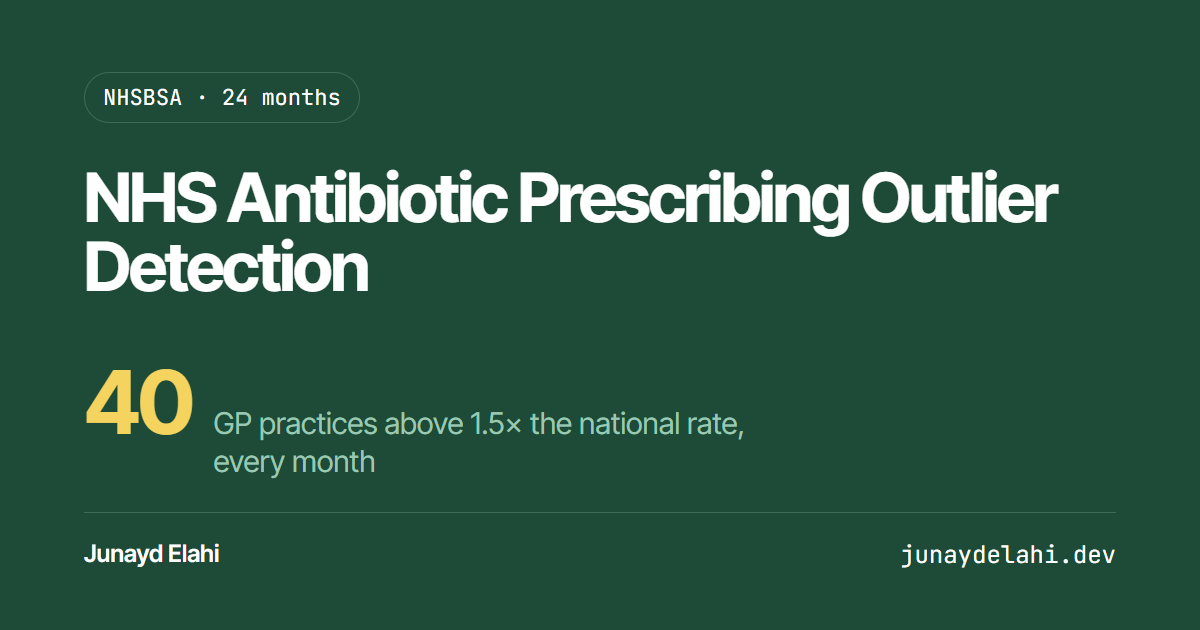 NHSBSA · 24 months
NHS Antibiotic Prescribing Outlier
Detection
40
GP practices above 1.5× the national rate,
every month
Junayd Elahi
junaydelahi.dev